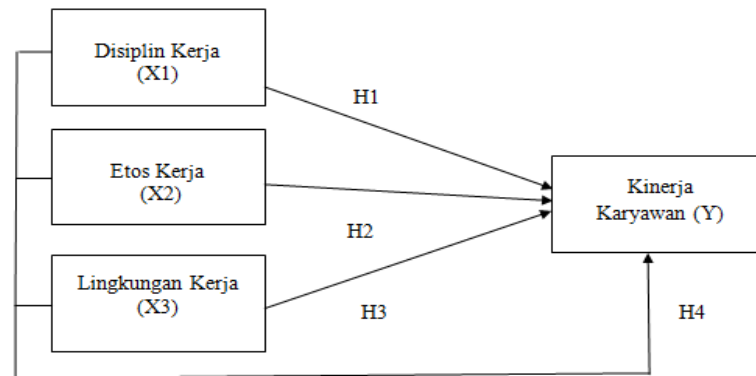 Disiplin Kerja
(X1)
H1
Etos Kerja
(X2)
Kinerja
Karyawan (Y)
H2
Lingkungan Kerja
(X3)
H3
H4